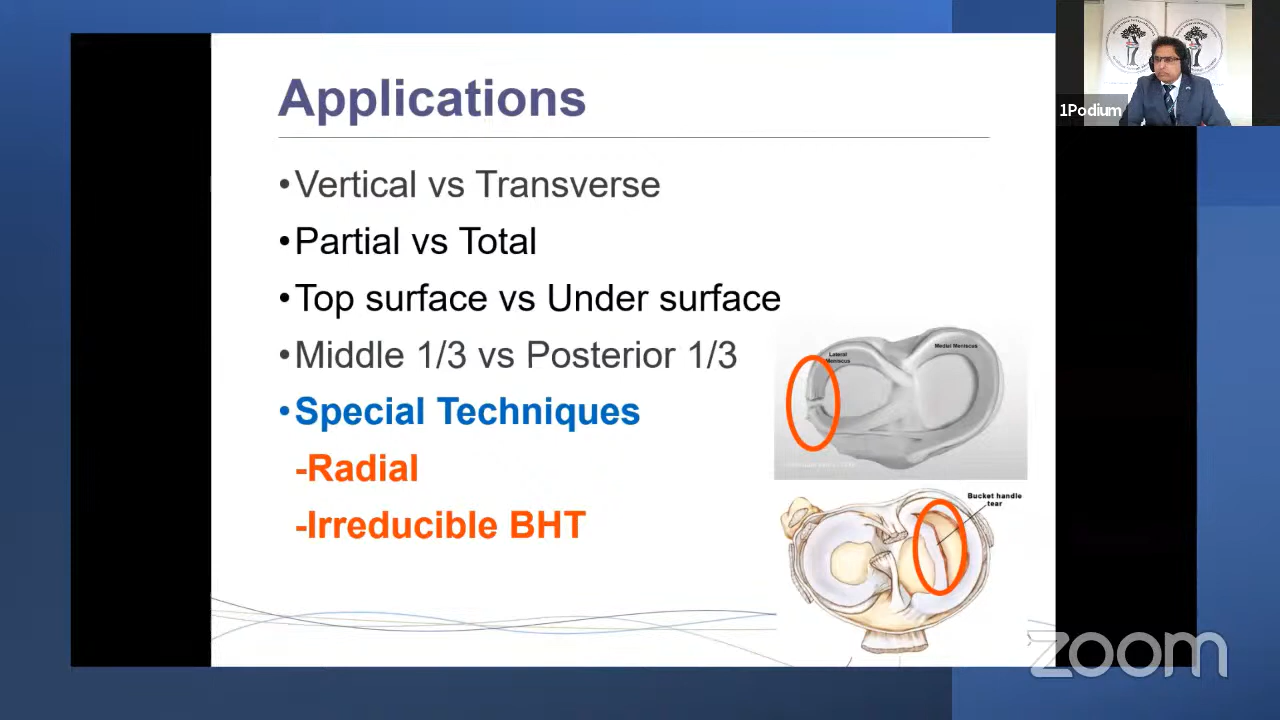 Applications
•Vertical vs Transverse
•Partial vs Total
•Top surface vs Under surface
•Middle 1/3 vs Posterior 1/3
•Special Techniques
-Radial
-Irreducible BHT
Lateral
Meniscus
Medial Meniscus
Bucket handle
tear
1Podium
zoom